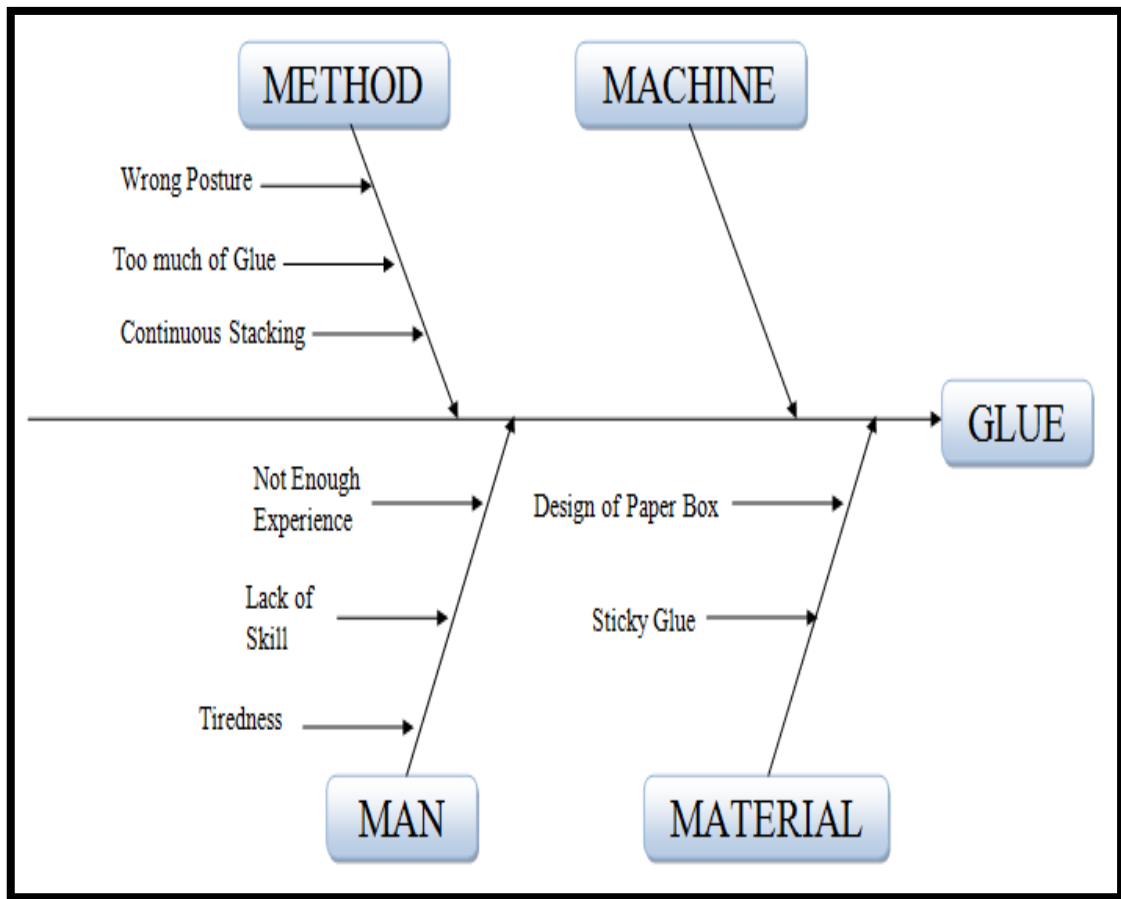 METHOD
MACHINE
Wrong Posture
Too much of Glue
Continuous Stacking
GLUE
Not Enough
Experience
Design of Paper Box
Lack of
Skill
Sticky Glue
Tiredness
MAN
MATERIAL